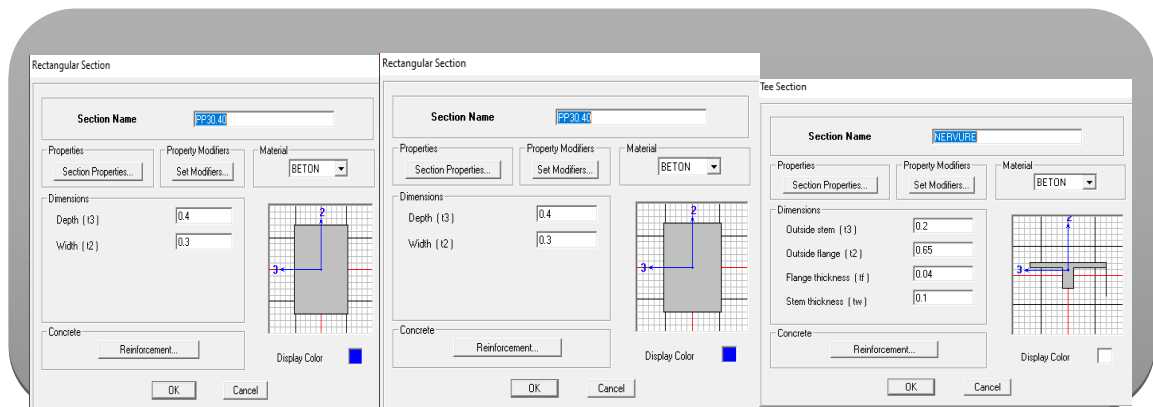 Rectangular Section
Section Name PP30.40
Properties
Section Properties...
Property Modifiers
Set Modifiers...
Material
BETON
Dimensions
Depth ( t3 ) 0.4
Width ( t2 ) 0.3
2
3
Concrete
Reinforcement...
Display Color
OK Cancel
Rectangular Section
Section Name PP30.40
Properties
Section Properties...
Property Modifiers
Set Modifiers...
Material
BETON
Dimensions
Depth ( t3 ) 0.4
Width ( t2 ) 0.3
2
3
Concrete
Reinforcement...
Display Color
OK Cancel
Tee Section
Section Name NERVURE
Properties
Section Properties...
Property Modifiers
Set Modifiers...
Material
BETON
Dimensions
Outside stem ( t3 ) 0.2
Outside flange ( t2 ) 0.65
Flange thickness ( tf ) 0.04
Stem thickness ( tw ) 0.1
2
3
Concrete
Reinforcement...
Display Color
OK Cancel